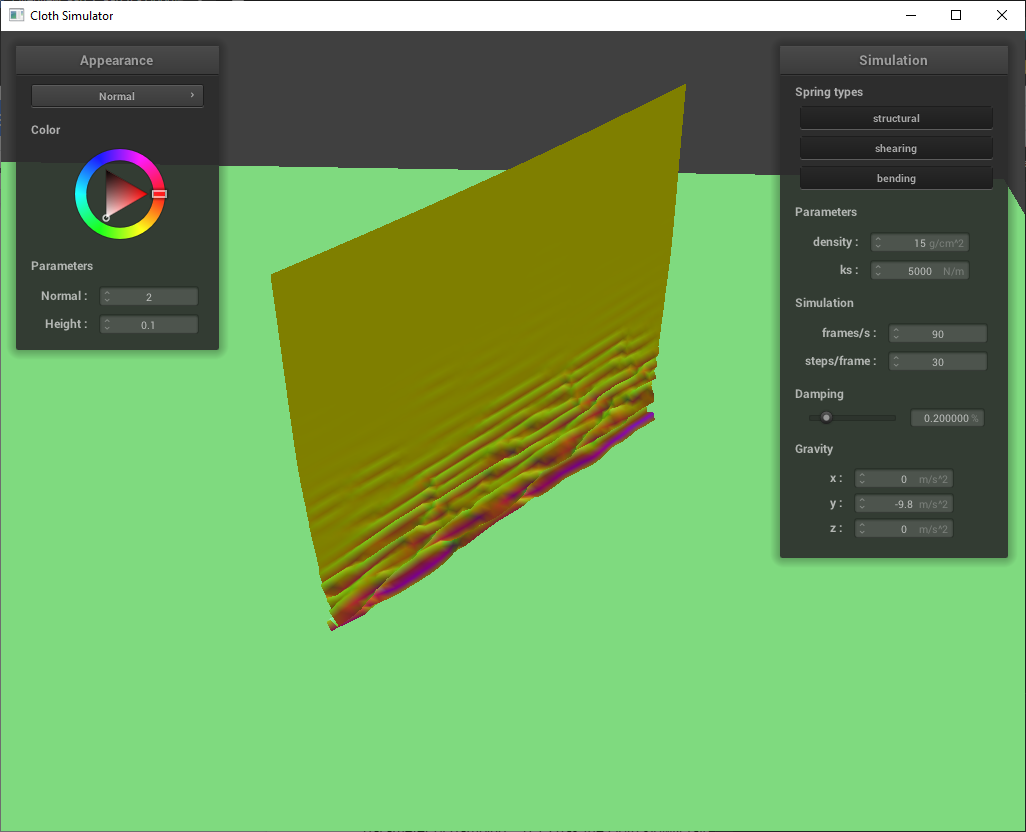 Cloth Simulator
Appearance
Normal
Color
Parameters
Normal : 2
Height : 0.1
Simulation
Spring types
structural
shearing
bending
Parameters
density : 15 g/cm^2
ks : 5000 N/m
Simulation
frames/s : 90
steps/frame : 30
Damping
0.200000 %
Gravity
x : 0 m/s^2
y : -9.8 m/s^2
z : 0 m/s^2